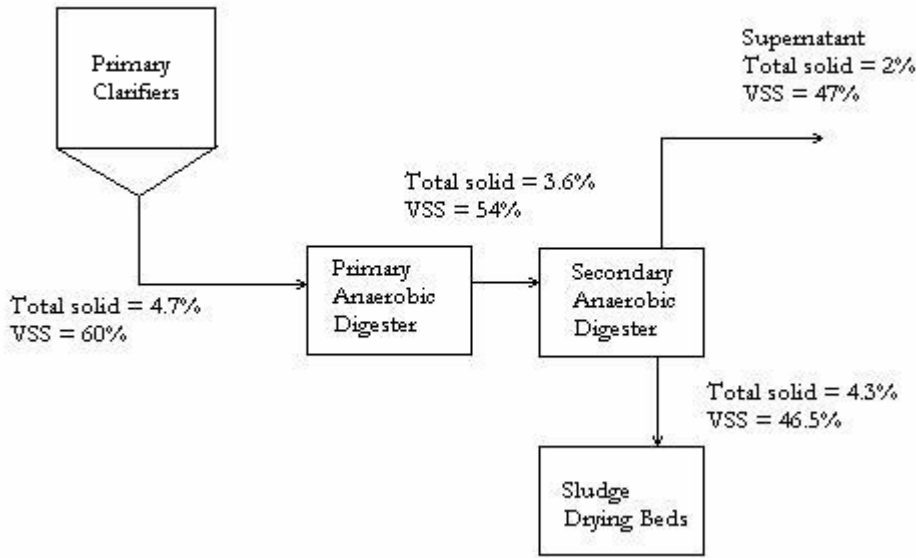 Primary
Clarifiers
Supernatant
Total solid = 2%
VSS = 47%
Total solid = 3.6%
VSS = 54%
Primary
Anaerobic
Digester
Secondary
Anaerobic
Digester
Total solid = 4.7%
VSS = 60%
Total solid = 4.3%
VSS = 46.5%
Sludge
Drying Beds